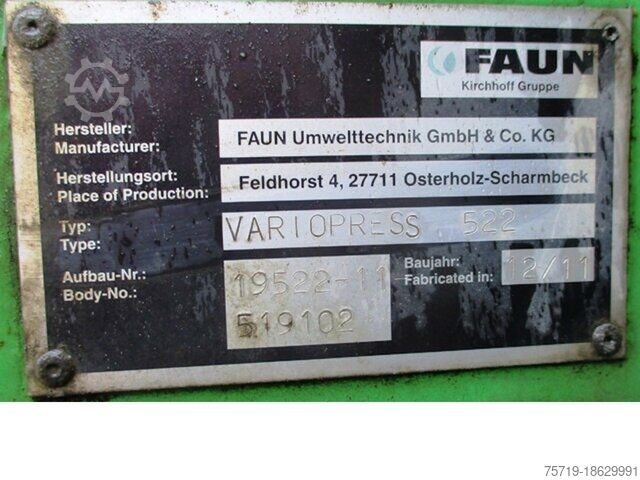 FAUN
Kirchhoff Gruppe
Hersteller:
Manufacturer:
FAUN Umwelttechnik GmbH & Co. KG
Herstellungsort:
Place of Production:
Feldhorst 4, 27711 Osterholz-Scharmbeck
Typ:
Type:
VARIOPRESS 522
Aufbau-Nr.:
Body-No.:
19522-11
519102
Baujahr:
Fabricated in:
12/11
75719-18629991